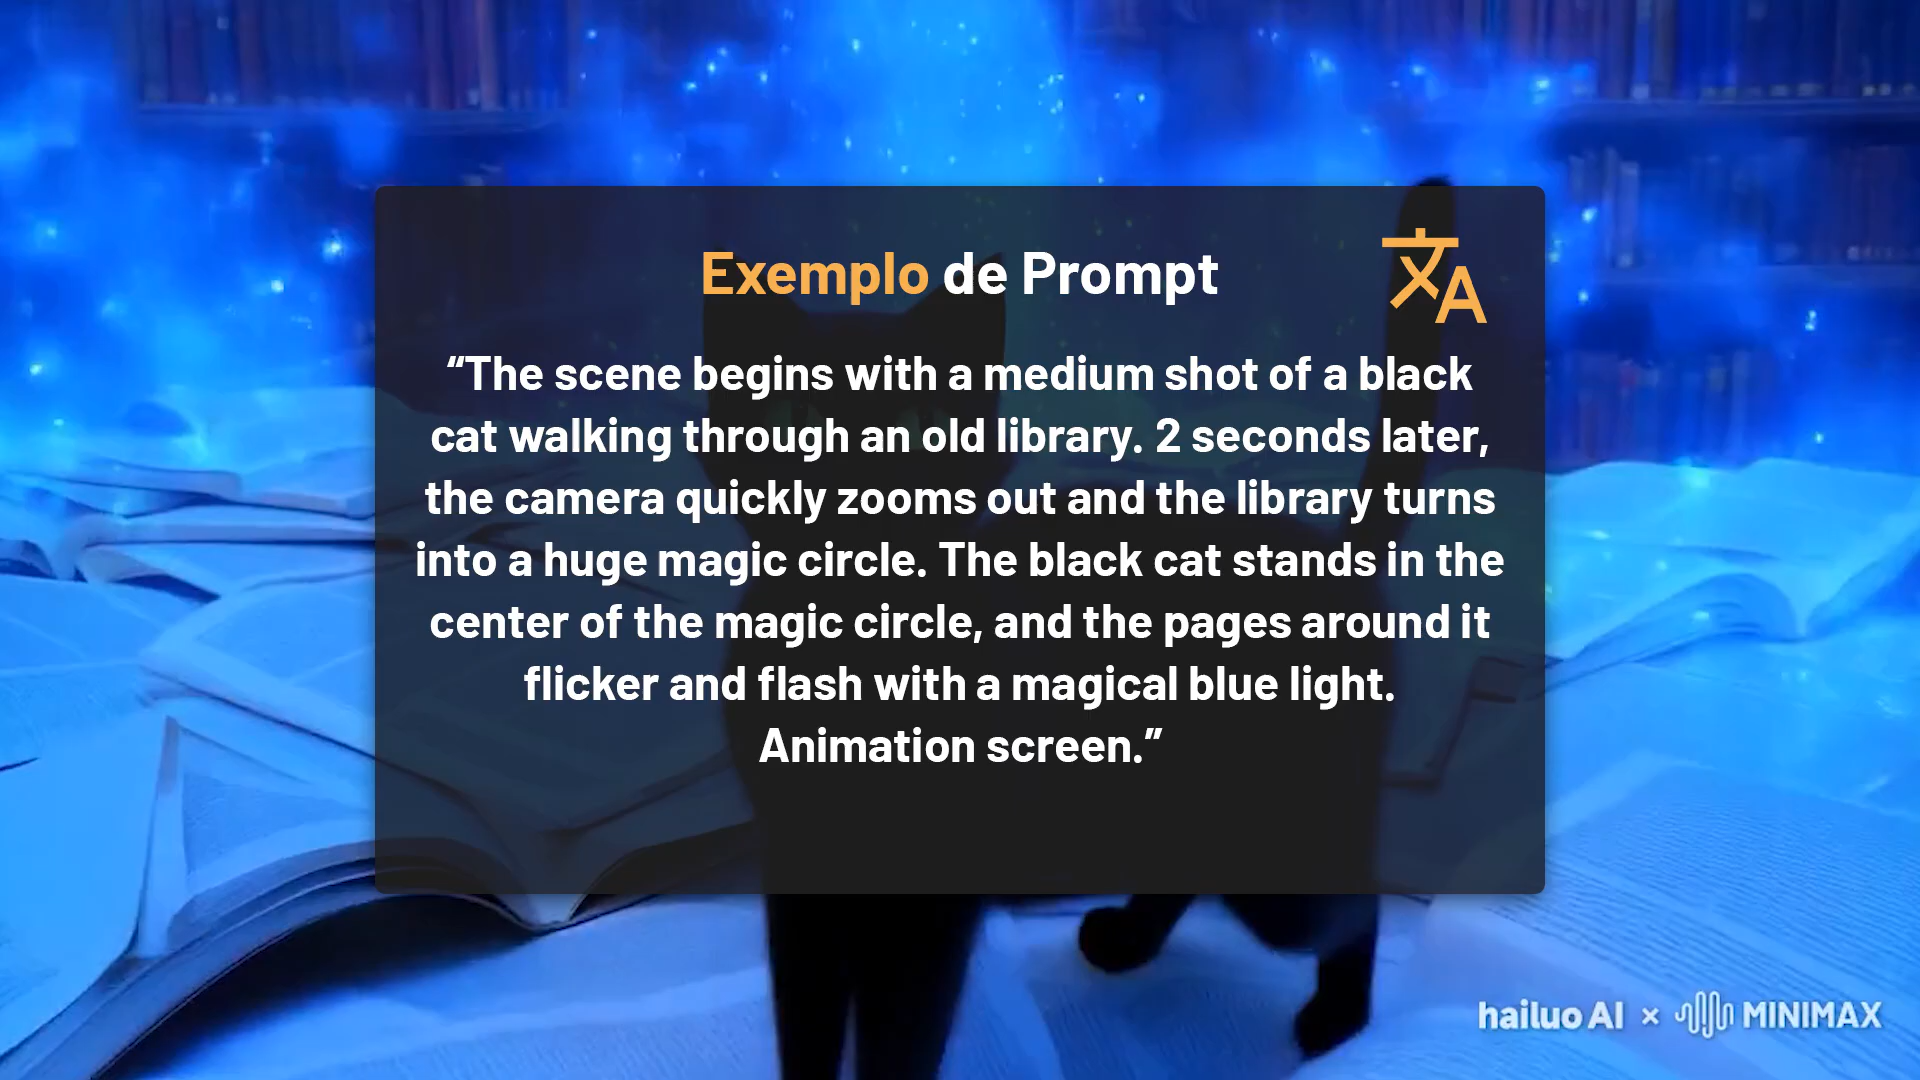 Exemplo de Prompt
文A
“The scene begins with a medium shot of a black
cat walking through an old library. 2 seconds later,
the camera quickly zooms out and the library turns
into a huge magic circle. The black cat stands in the
center of the magic circle, and the pages around it
flicker and flash with a magical blue light.
Animation screen.”
hailuo AI × MINIMAX